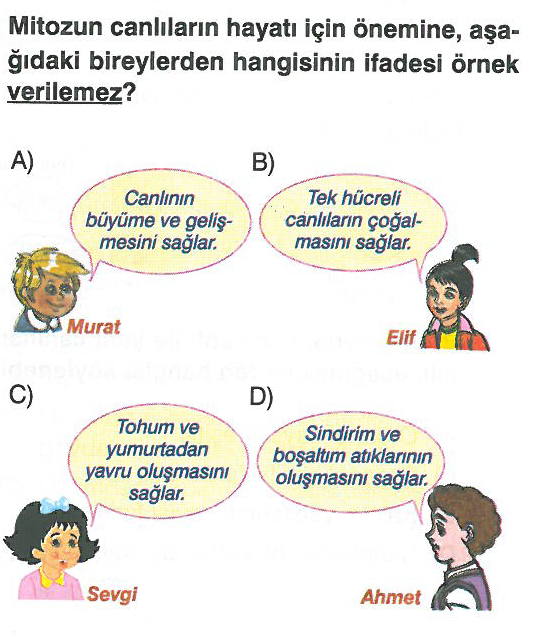 Mitozun canlıların hayatı için önemine, aşa-
ğıdaki bireylerden hangisinin ifadesi örnek
verilemez?
A)
Canlının
büyüme ve geliş-
mesini sağlar.
Murat
B)
Tek hücreli
canlıların çoğal-
masını sağlar.
Elif
C)
Tohum ve
yumurtadan
yavru oluşmasını
sağlar.
Sevgi
D)
Sindirim ve
boşaltım atıklarının
oluşmasını sağlar.
Ahmet